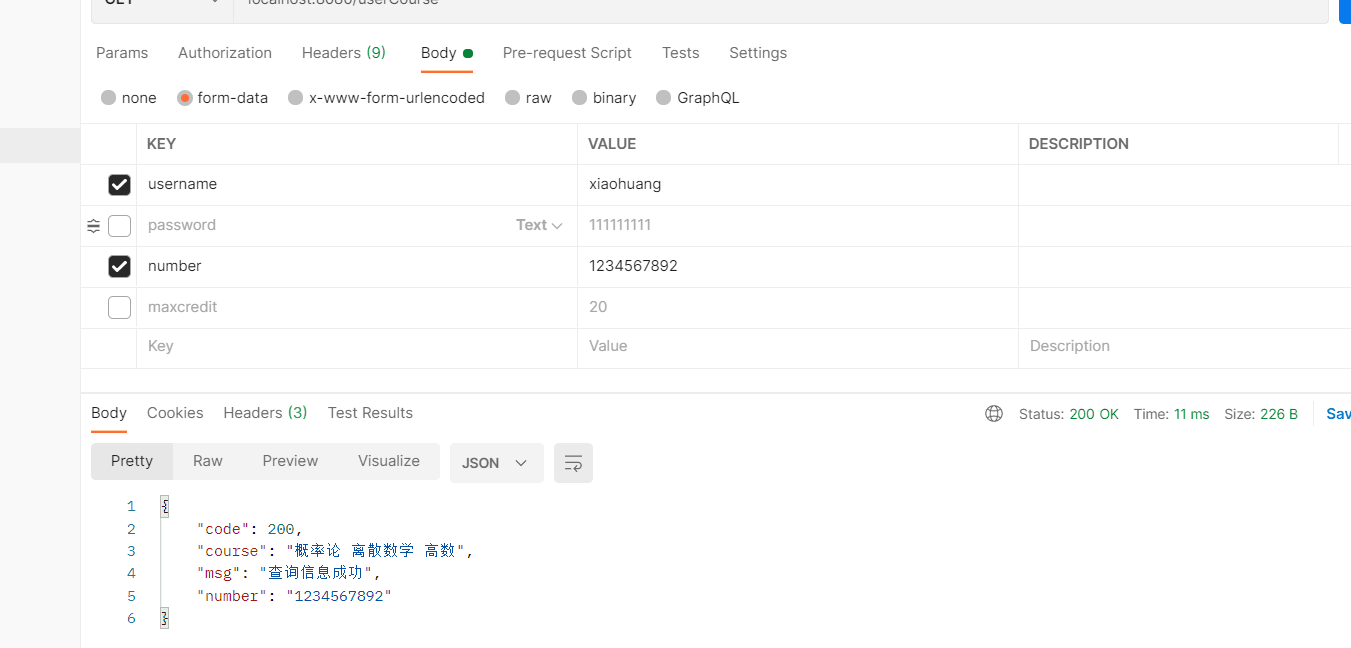 GET localhost:8080/userCourse
Params Authorization Headers (9) Body Pre-request Script Tests Settings
none form-data x-www-form-urlencoded raw binary GraphQL
KEY VALUE DESCRIPTION
username xiaohuang
password Text 111111111
number 1234567892
maxcredit 20
Key Value Description
Body Cookies Headers (3) Test Results Status: 200 OK Time: 11 ms Size: 226 B Sav
Pretty Raw Preview Visualize JSON
1 {
2 "code": 200,
3 "course": "概率论 离散数学 高数",
4 "msg": "查询信息成功",
5 "number": "1234567892"
6 }